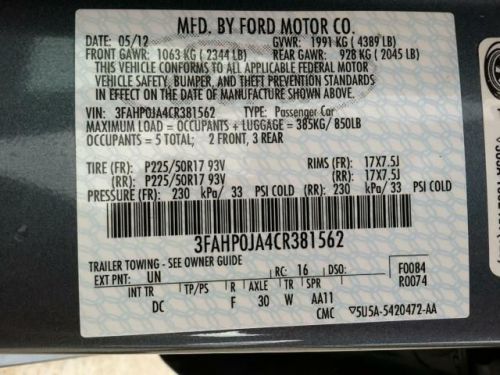 MFD. BY FORD MOTOR CO.
DATE: 05/12 GVWR: 1991 KG ( 4389 LB)
FRONT GAWR: 1063 KG ( 2344 LB) REAR GAWR: 928 KG ( 2045 LB)
THIS VEHICLE CONFORMS TO ALL APPLICABLE FEDERAL MOTOR
VEHICLE SAFETY, BUMPER, AND THEFT PREVENTION STANDARDS
IN EFFECT ON THE DATE OF MANUFACTURE SHOWN ABOVE.
VIN: 3FAHP0JA4CR381562 TYPE: Passenger Car
MAXIMUM LOAD = OCCUPANTS + LUGGAGE = 385KG/ 850LB
OCCUPANTS = 5 TOTAL; 2 FRONT, 3 REAR
TIRE (FR): P225/50R17 93V RIMS (FR): 17X7.5J
(RR): P225/50R17 93V (RR): 17X7.5J
PRESSURE (FR): 230 kPa/ 33 PSI COLD (RR): 230 kPa/ 33 PSI COLD
3FAHP0JA4CR381562
TRAILER TOWING - SEE OWNER GUIDE
EXT PNT: UN RC: 16 DSO: F0084
R0074
INT TR TP/PS R AXLE TR SPR
DC F 30 W AA11
CMC 5U5A-5420472-AA